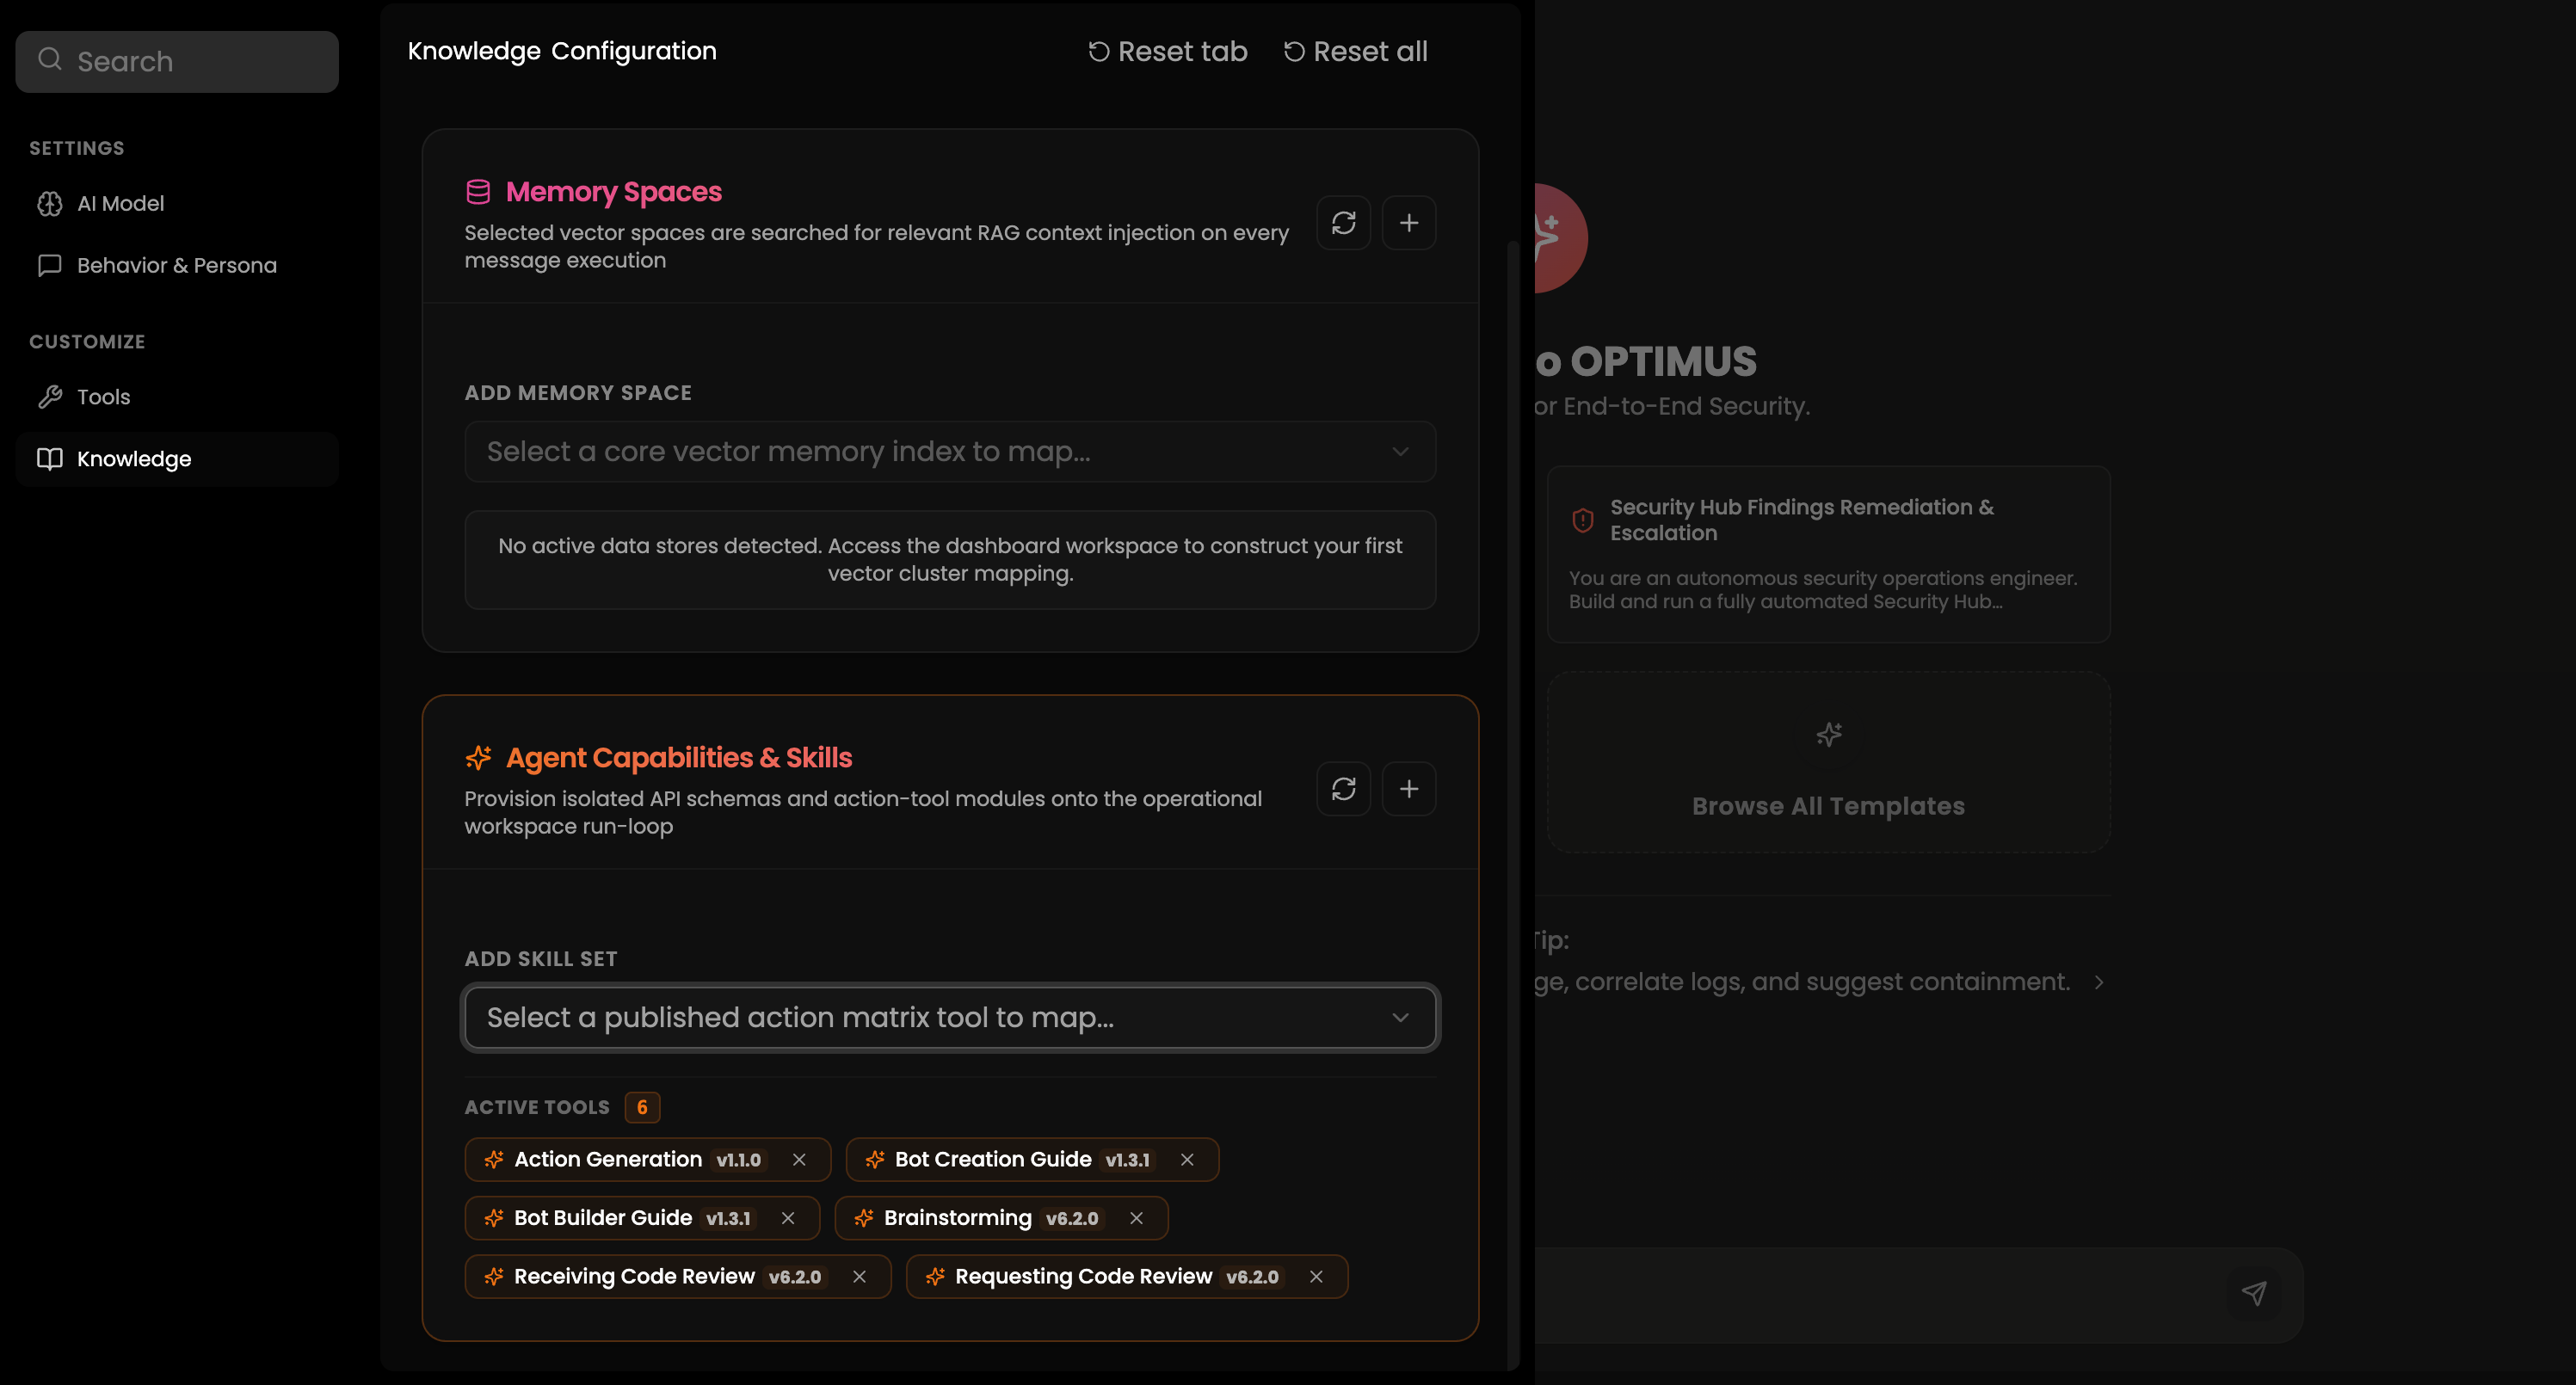 Search
SETTINGS
AI Model
Behavior & Persona
CUSTOMIZE
Tools
Knowledge
Knowledge Configuration
Reset tab
Reset all
Memory Spaces
Selected vector spaces are searched for relevant RAG context injection on every
message execution
ADD MEMORY SPACE
Select a core vector memory index to map...
No active data stores detected. Access the dashboard workspace to construct your first
vector cluster mapping.
Agent Capabilities & Skills
Provision isolated API schemas and action-tool modules onto the operational
workspace run-loop
ADD SKILL SET
Select a published action matrix tool to map...
ACTIVE TOOLS 6
Action Generation v1.1.0
Bot Creation Guide v1.3.1
Bot Builder Guide v1.3.1
Brainstorming v6.2.0
Receiving Code Review v6.2.0
Requesting Code Review v6.2.0
o OPTIMUS
or End-to-End Security.
Security Hub Findings Remediation &
Escalation
You are an autonomous security operations engineer.
Build and run a fully automated Security Hub...
Browse All Templates
Tip:
ge, correlate logs, and suggest containment.